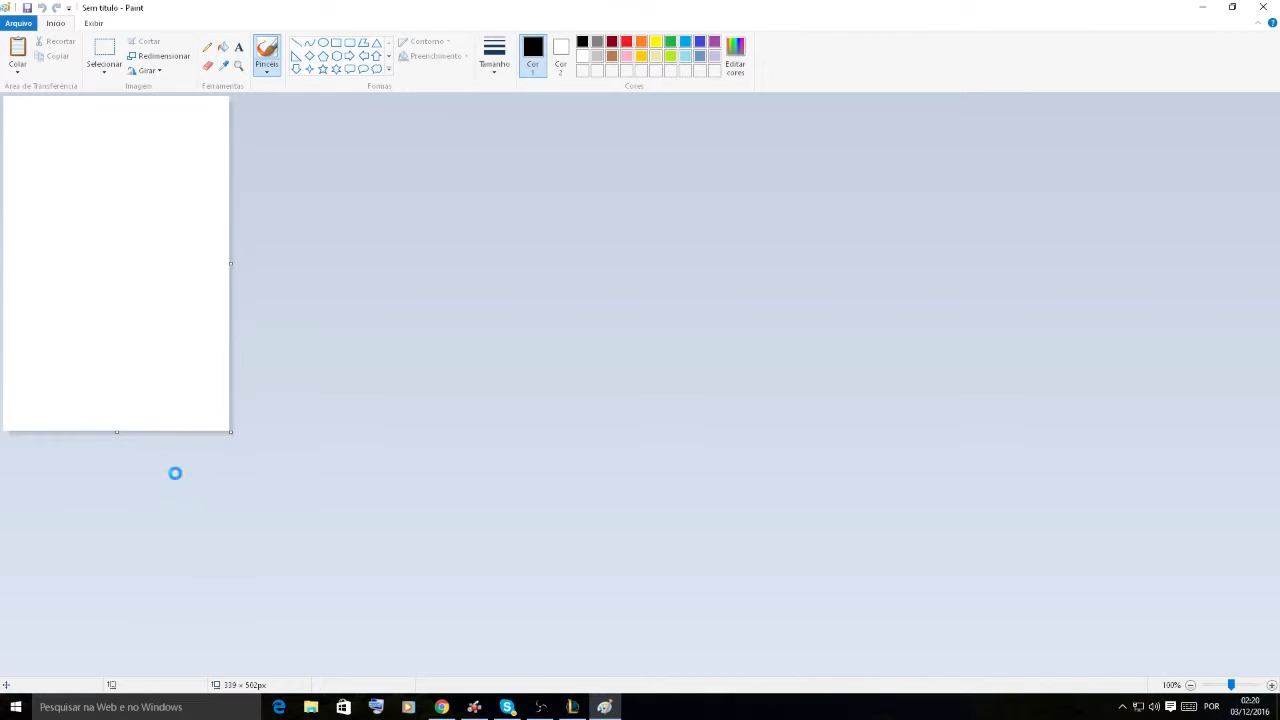 Sem título - Paint
Arquivo Início Exibir
Colar
Recortar
Copiar
Área de Transferência
Selecionar
Cortar
Redimensionar
Girar
Imagem
A
Ferramentas
Pincéis
Contorno
Preenchimento
Formas
Tamanho
Cor
1
Cor
2
Editar
cores
Cores
339 × 502px
100%
Pesquisar na Web e no Windows
POR
02:20
03/12/2016